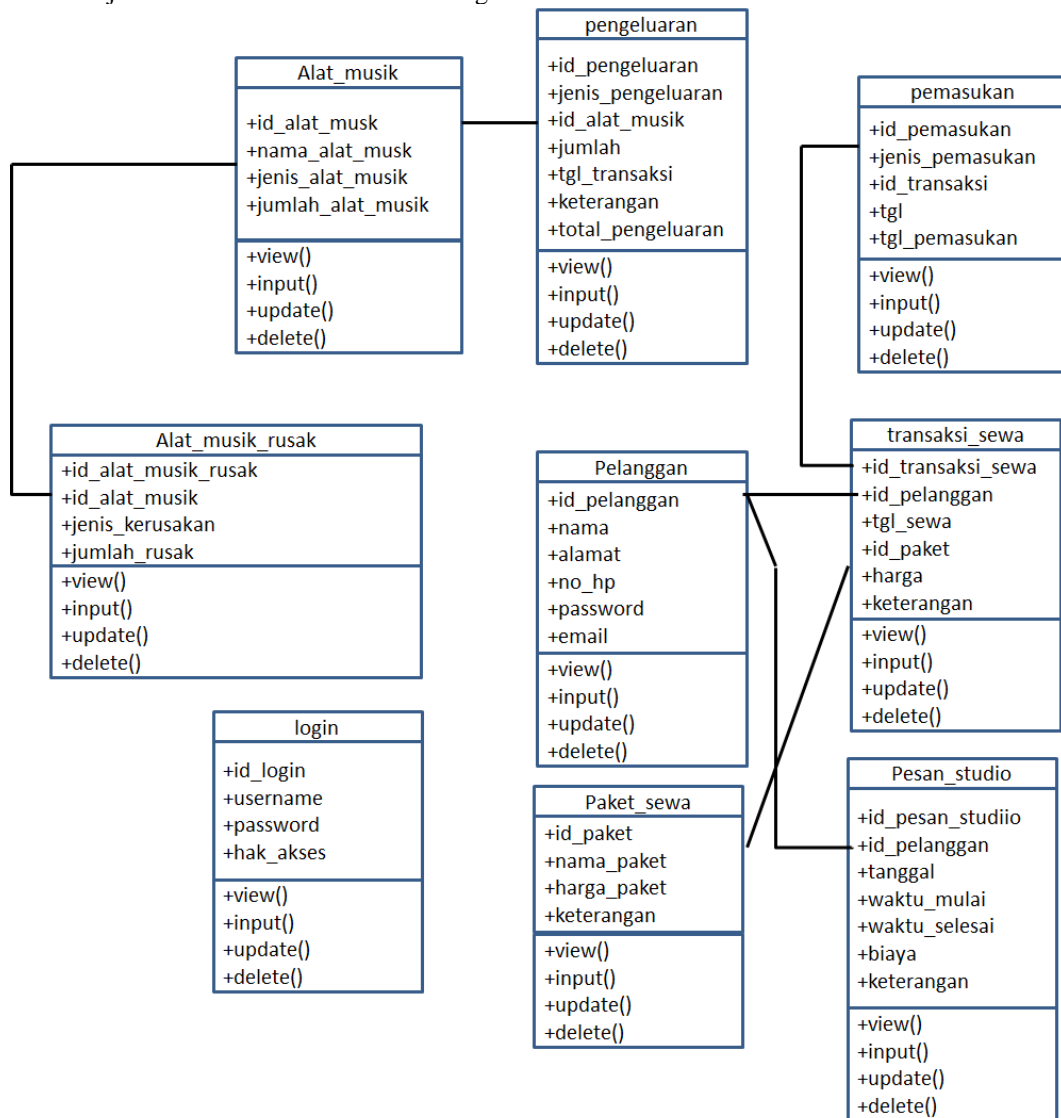 pengeluaran
+id_pengeluaran
+jenis_pengeluaran
+id_alat_musik
+jumlah
+tgl_transaksi
+keterangan
+total_pengeluaran
+view()
+input()
+update()
+delete()
Alat_musik
+id_alat_musk
+nama_alat_musk
+jenis_alat_musik
+jumlah_alat_musik
+view()
+input()
+update()
+delete()
pemasukan
+id_pemasukan
+jenis_pemasukan
+id_transaksi
+tgl
+tgl_pemasukan
+view()
+input()
+update()
+delete()
Alat_musik_rusak
+id_alat_musik_rusak
+id_alat_musik
+jenis_kerusakan
+jumlah_rusak
+view()
+input()
+update()
+delete()
Pelanggan
+id_pelanggan
+nama
+alamat
+no_hp
+password
+email
+view()
+input()
+update()
+delete()
transaksi_sewa
+id_transaksi_sewa
+id_pelanggan
+tgl_sewa
+id_paket
+harga
+keterangan
+view()
+input()
+update()
+delete()
login
+id_login
+username
+password
+hak_akses
+view()
+input()
+update()
+delete()
Paket_sewa
+id_paket
+nama_paket
+harga_paket
+keterangan
+view()
+input()
+update()
+delete()
Pesan_studio
+id_pesan_studiio
+id_pelanggan
+tanggal
+waktu_mulai
+waktu_selesai
+biaya
+keterangan
+view()
+input()
+update()
+delete()